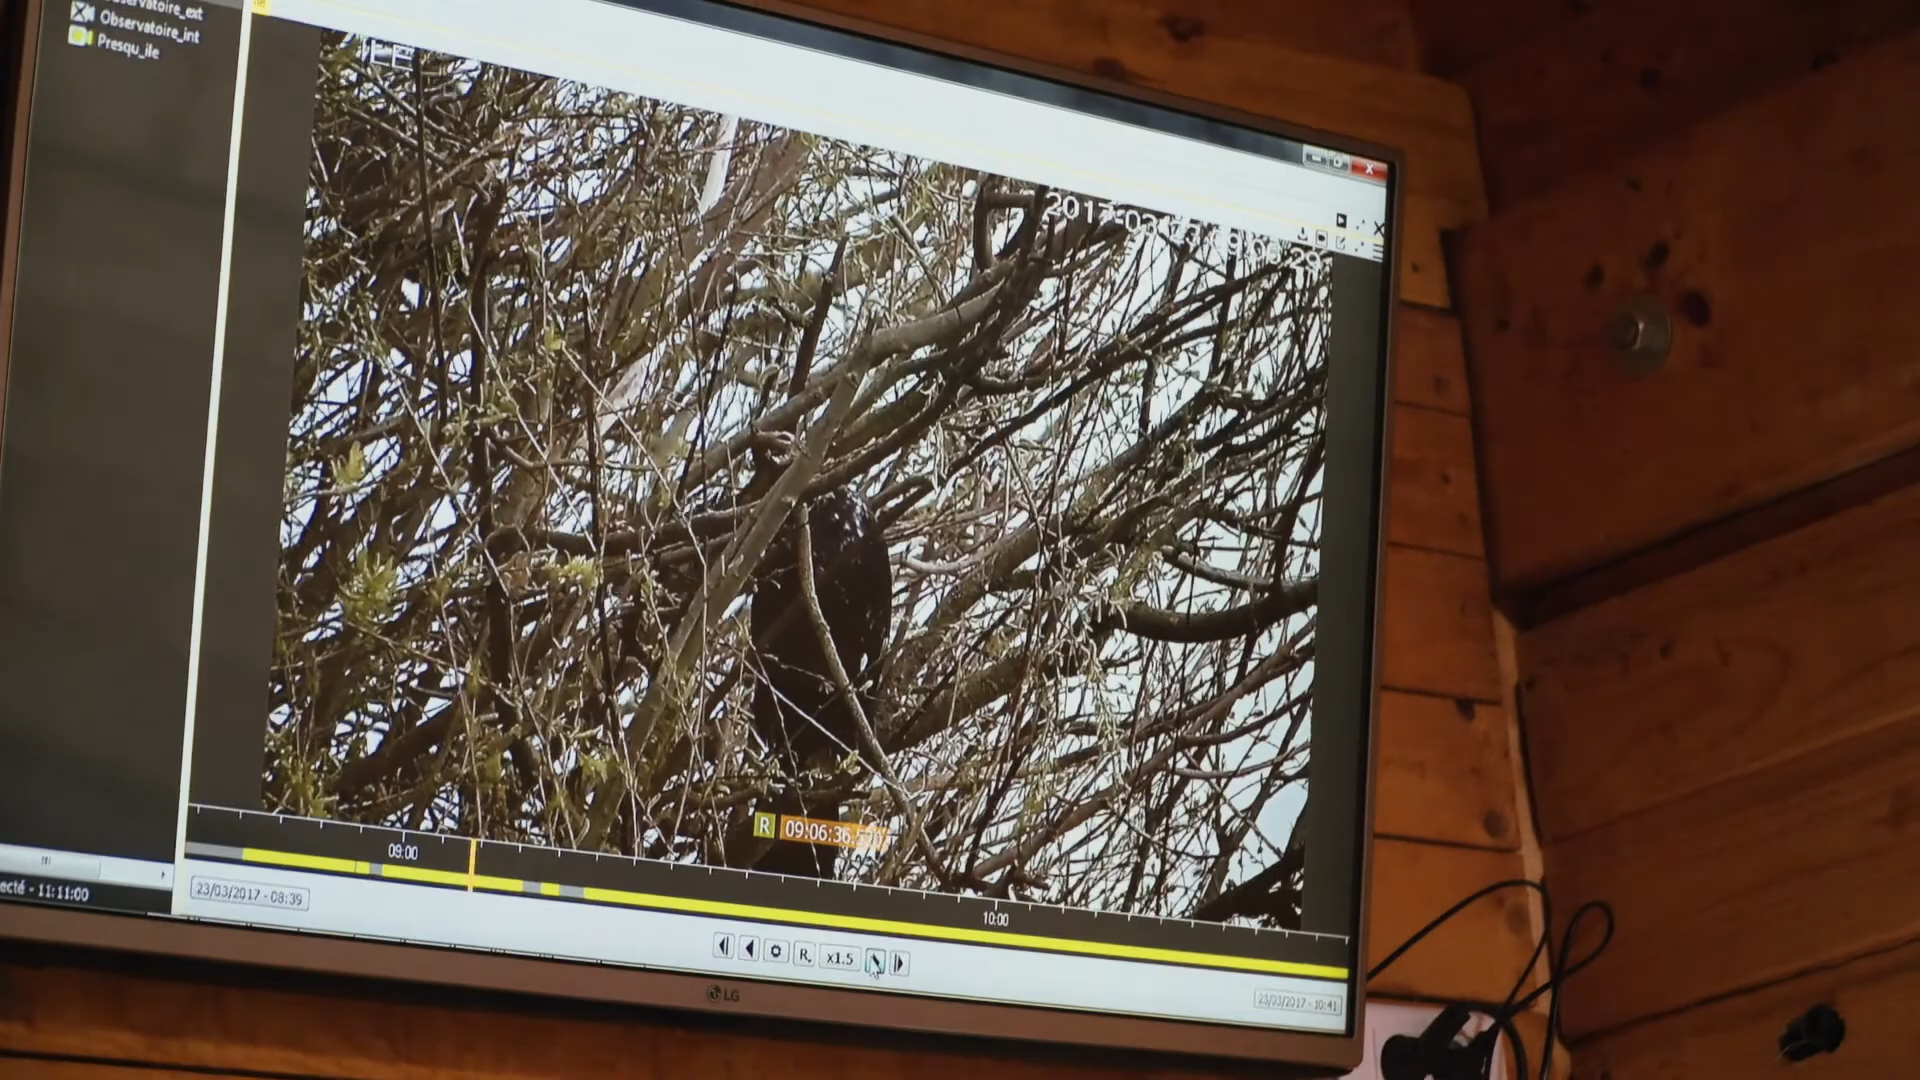 Observatoire_int
Presqu_ile
09:00
R 09:06:36
23/03/2017 - 08:39
10:00
ecté - 11:11:00
R
x1.5
23/03/2017 - 10:41
LG